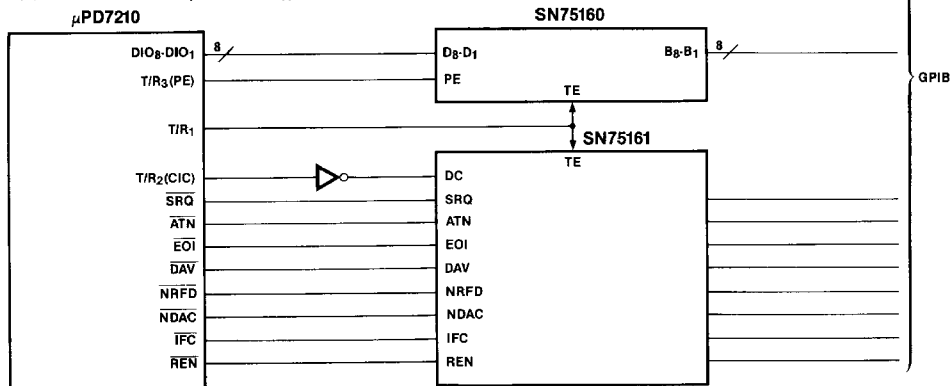 μPD7210
SN75160
DIO₈-DIO₁
8
D₈-D₁
B₈-B₁
8
T/R₃(PE)
PE
GPIB
TE
T/R₁
SN75161
TE
T/R₂(CIC)
DC
SRQ
SRQ
ATN
ATN
EOI
EOI
DAV
DAV
NRFD
NRFD
NDAC
NDAC
IFC
IFC
REN
REN